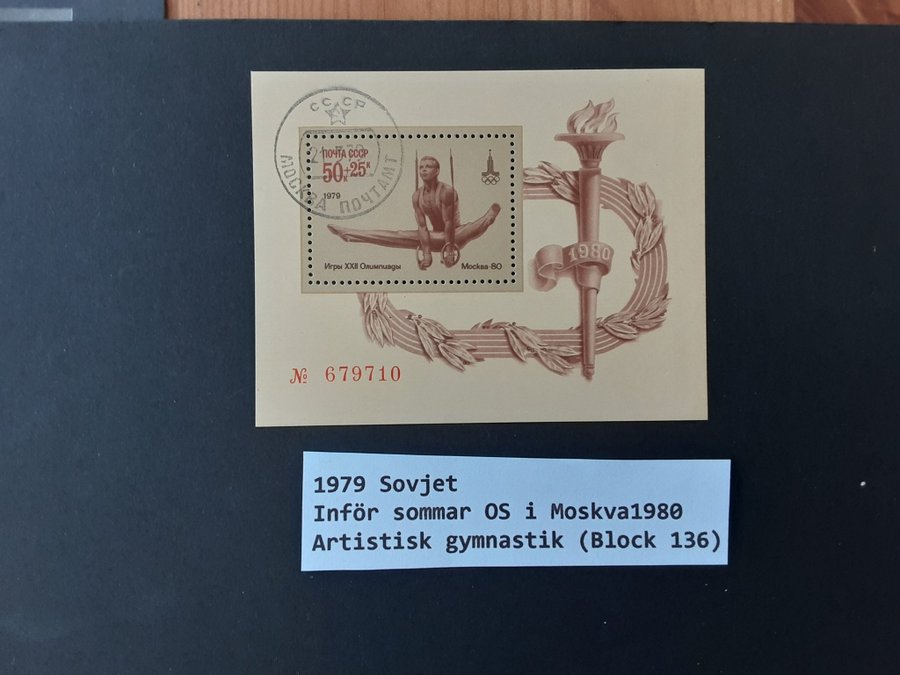 СССР
МОСКВА ПОЧТАМТ
ПОЧТА СССР
50К+25К
1979
Игры XXII Олимпиады
Москва-80
1980
№ 679710
1979 Sovjet
Inför sommar OS i Moskva1980
Artistisk gymnastik (Block 136)